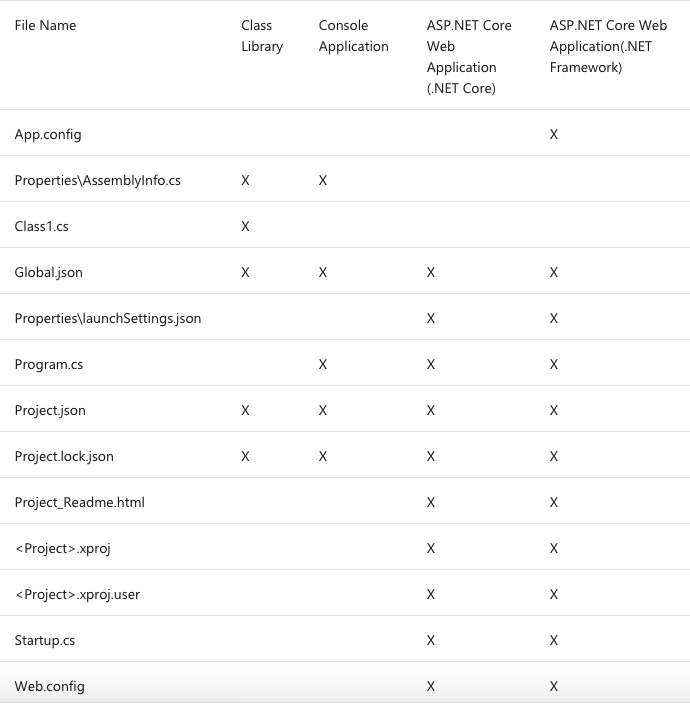 File Name Class Library Console Application ASP.NET Core Web Application (.NET Core) ASP.NET Core Web Application(.NET Framework)
App.config X
Properties\AssemblyInfo.cs X X
Class1.cs X
Global.json X X X X
Properties\launchSettings.json X X
Program.cs X X X
Project.json X X X X
Project.lock.json X X X X
Project_Readme.html X X
<Project>.xproj X X
<Project>.xproj.user X X
Startup.cs X X
Web.config X X